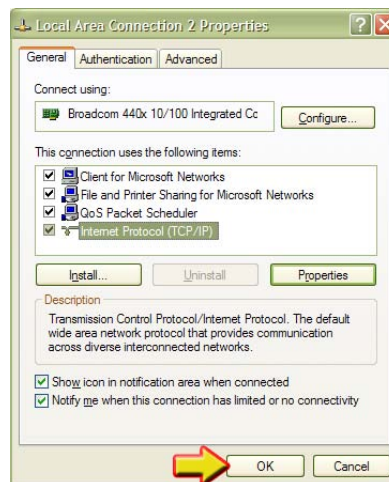 Local Area Connection 2 Properties
General Authentication Advanced
Connect using:
Broadcom 440x 10/100 Integrated Cc
Configure...
This connection uses the following items:
Client for Microsoft Networks
File and Printer Sharing for Microsoft Networks
QoS Packet Scheduler
Internet Protocol (TCP/IP)
Install... Uninstall Properties
Description
Transmission Control Protocol/Internet Protocol. The default
wide area network protocol that provides communication
across diverse interconnected networks.
Show icon in notification area when connected
Notify me when this connection has limited or no connectivity
OK Cancel